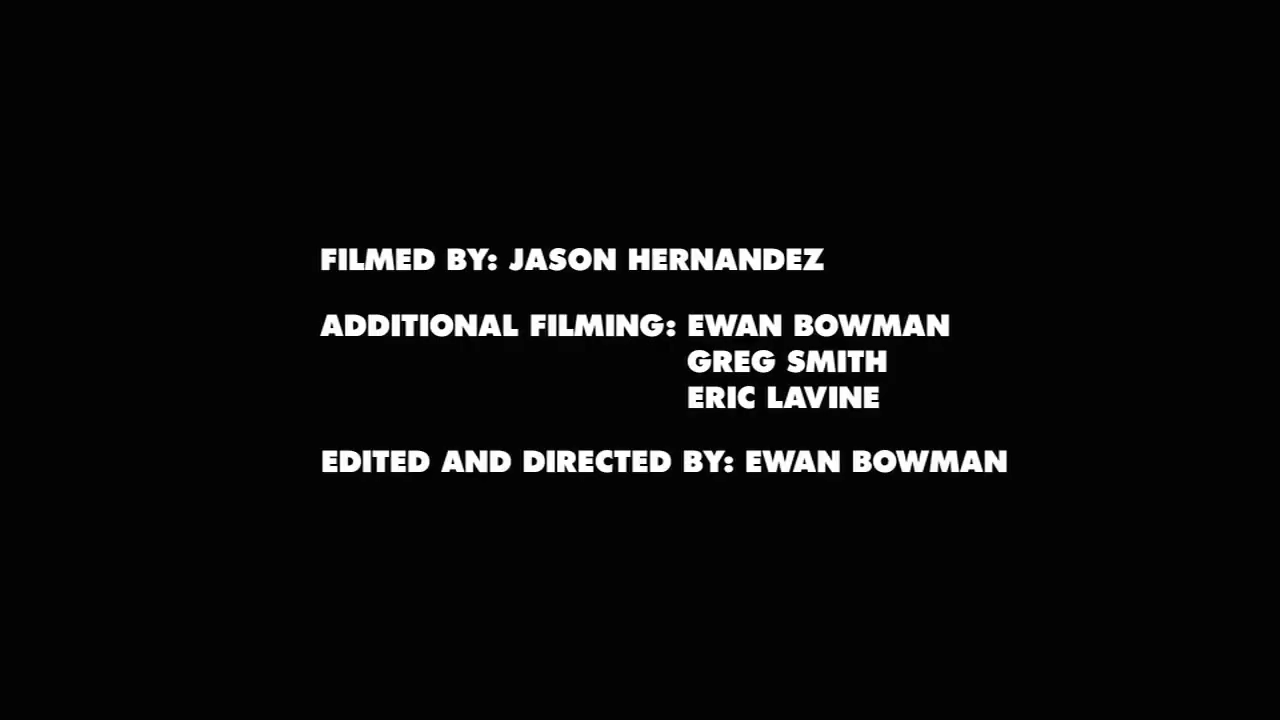 FILMED BY: JASON HERNANDEZ
ADDITIONAL FILMING: EWAN BOWMAN
GREG SMITH
ERIC LAVINE
EDITED AND DIRECTED BY: EWAN BOWMAN